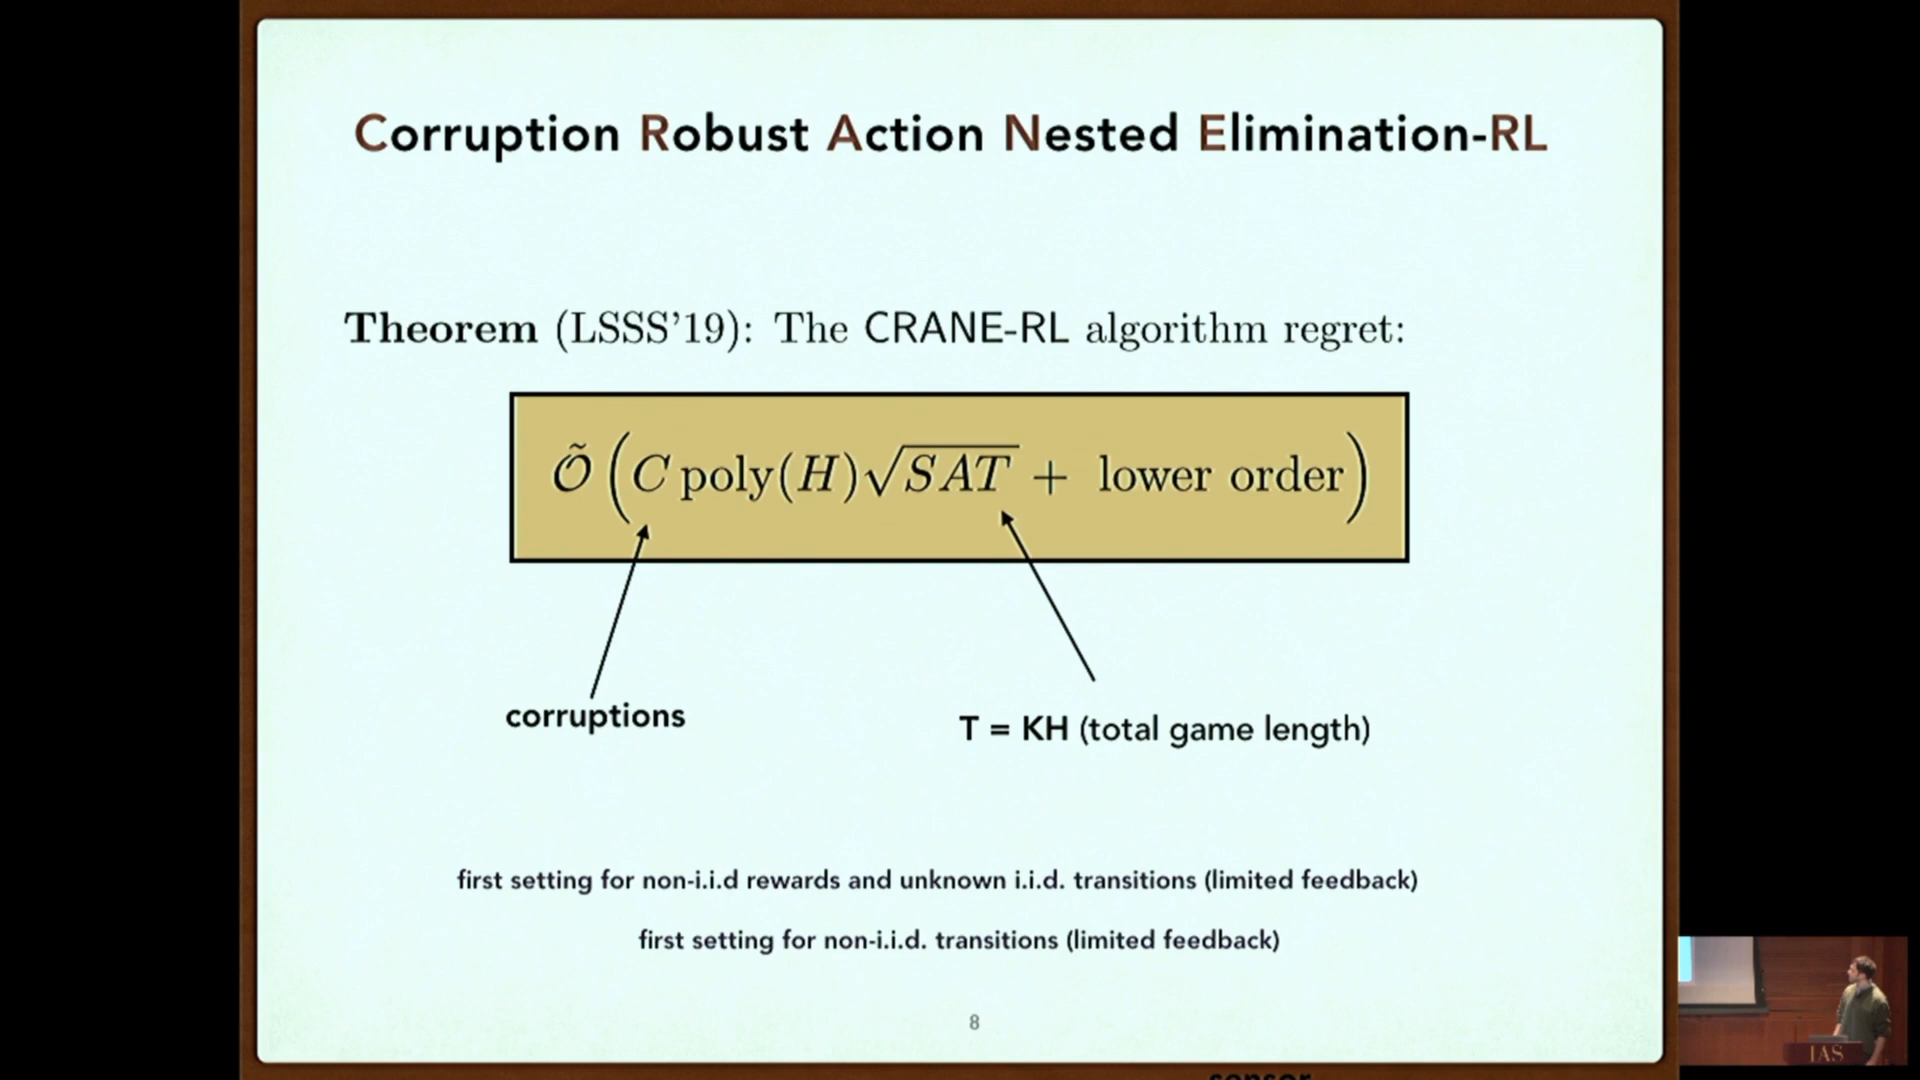 Corruption Robust Action Nested Elimination-RL
Theorem (LSSS'19): The CRANE-RL algorithm regret:
Õ(C poly(H)√SAT + lower order)
corruptions
T = KH (total game length)
first setting for non-i.i.d rewards and unknown i.i.d. transitions (limited feedback)
first setting for non-i.i.d. transitions (limited feedback)
8
IAS
sensor